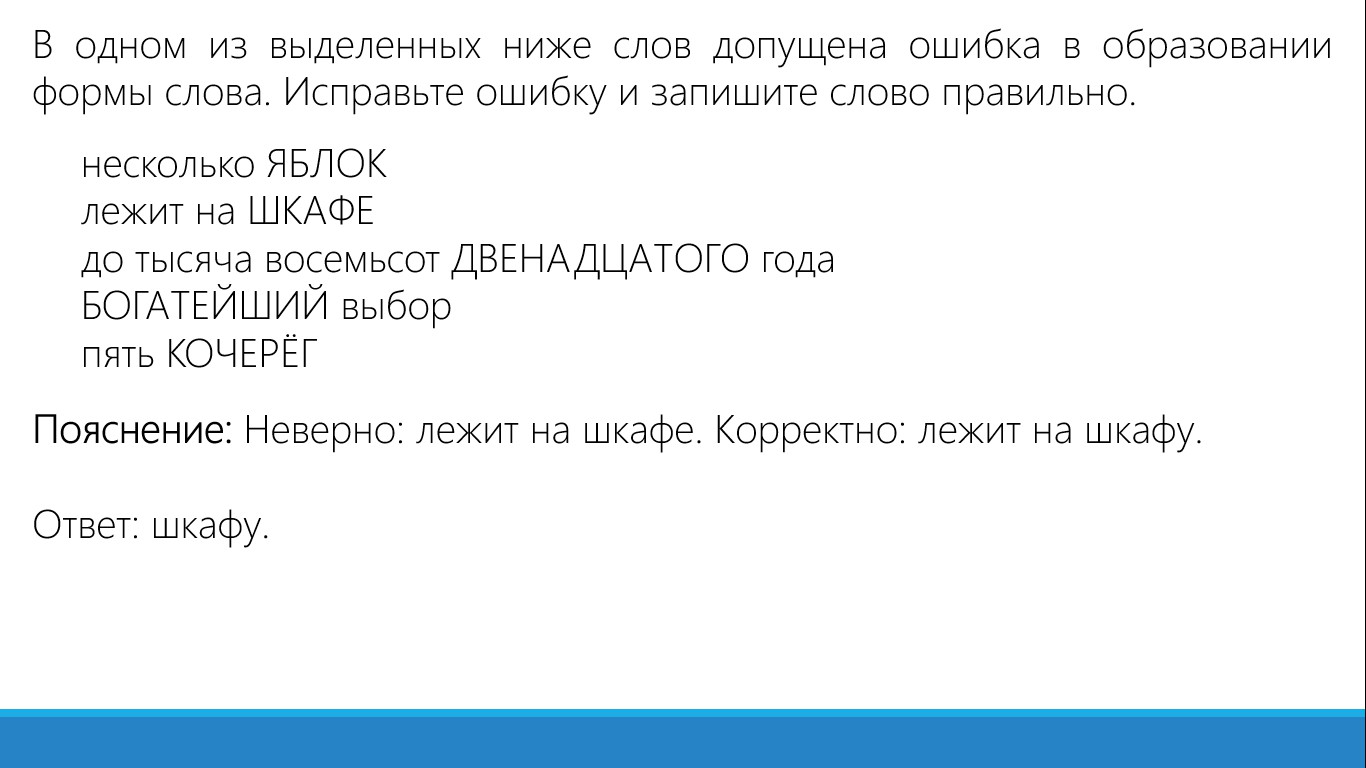 В одном из выделенных ниже слов допущена ошибка в образовании
формы слова. Исправьте ошибку и запишите слово правильно.
несколько ЯБЛОК
лежит на ШКАФЕ
до тысяча восемьсот ДВЕНАДЦАТОГО года
БОГАТЕЙШИЙ выбор
пять КОЧЕРЁГ
Пояснение: Неверно: лежит на шкафе. Корректно: лежит на шкафу.
Ответ: шкафу.